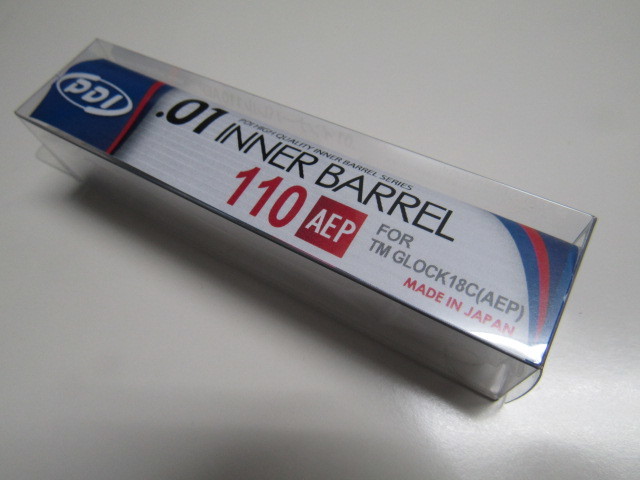 PDI
.01 INNER BARREL
PDI HIGH QUALITY INNER BARREL SERIES
110 AEP
FOR
TM GLOCK18C(AEP)
MADE IN JAPAN